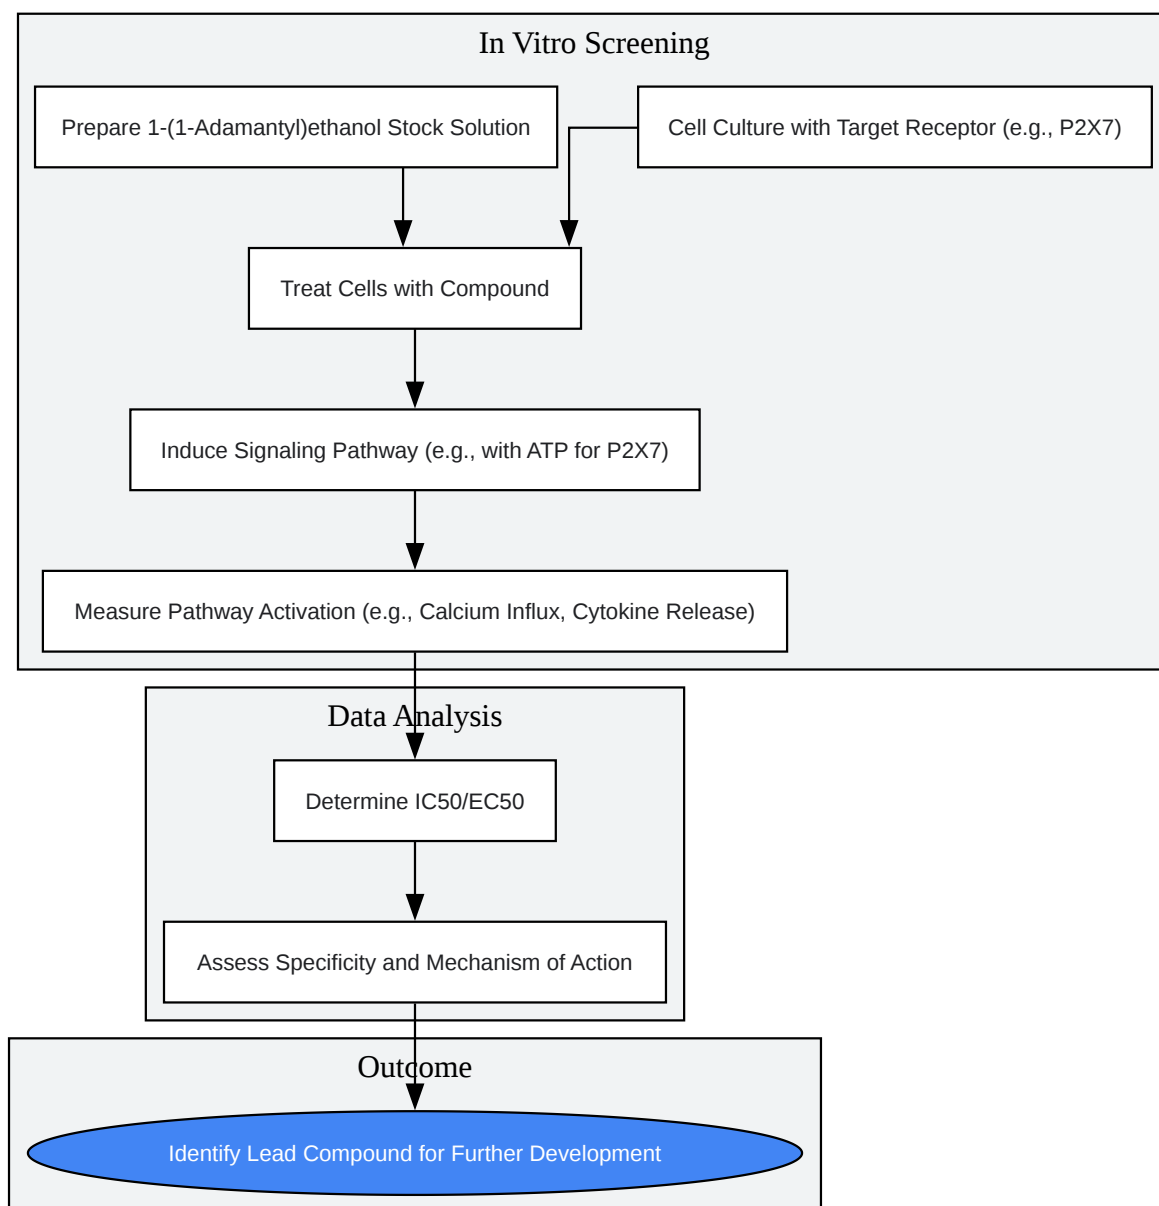 In Vitro Screening
Prepare 1-(1-Adamantyl)ethanol Stock Solution
Cell Culture with Target Receptor (e.g., P2X7)
Treat Cells with Compound
Induce Signaling Pathway (e.g., with ATP for P2X7)
Measure Pathway Activation (e.g., Calcium Influx, Cytokine Release)
Data Analysis
Determine IC50/EC50
Assess Specificity and Mechanism of Action
Outcome
Identify Lead Compound for Further Development